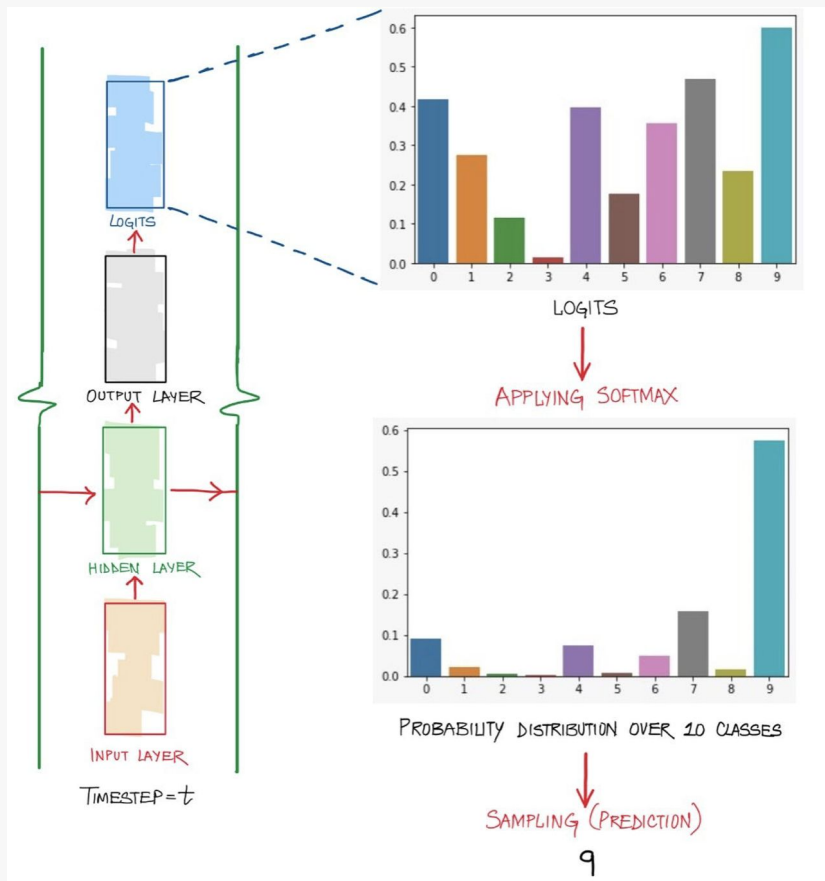 LOGITS
OUTPUT LAYER
HIDDEN LAYER
INPUT LAYER
TIMESTEP = t
0.6
0.5
0.4
0.3
0.2
0.1
0.0
0 1 2 3 4 5 6 7 8 9
LOGITS
APPLYING SOFTMAX
0.6
0.5
0.4
0.3
0.2
0.1
0.0
0 1 2 3 4 5 6 7 8 9
PROBABILITY DISTRIBUTION OVER 10 CLASSES
SAMPLING (PREDICTION)
9